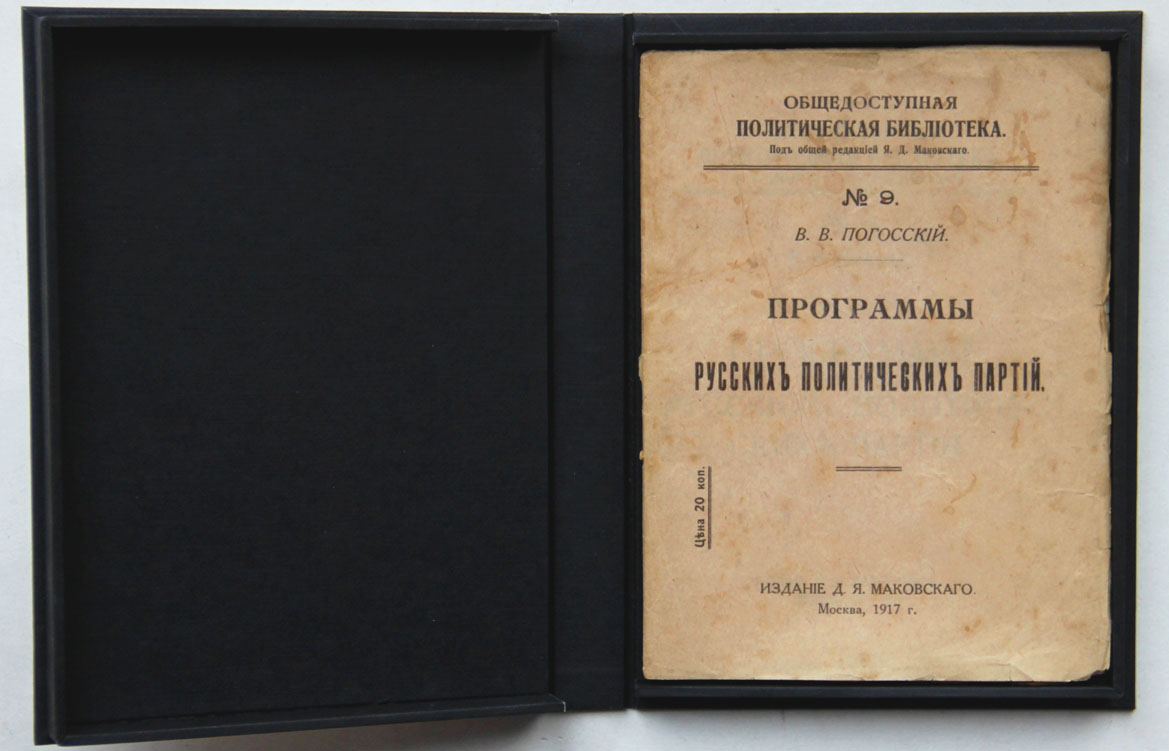 ОБЩЕДОСТУПНАЯ
ПОЛИТИЧЕСКАЯ БИБЛІОТЕКА.
Подъ общей редакціей Я. Д. Маковскаго.
№ 9.
В. В. ПОГОССКІЙ.
ПРОГРАММЫ
РУССКИХЪ ПОЛИТИЧЕСКИХЪ ПАРТІЙ.
Цѣна 20 коп.
ИЗДАНІЕ Д. Я. МАКОВСКАГО.
Москва, 1917 г.